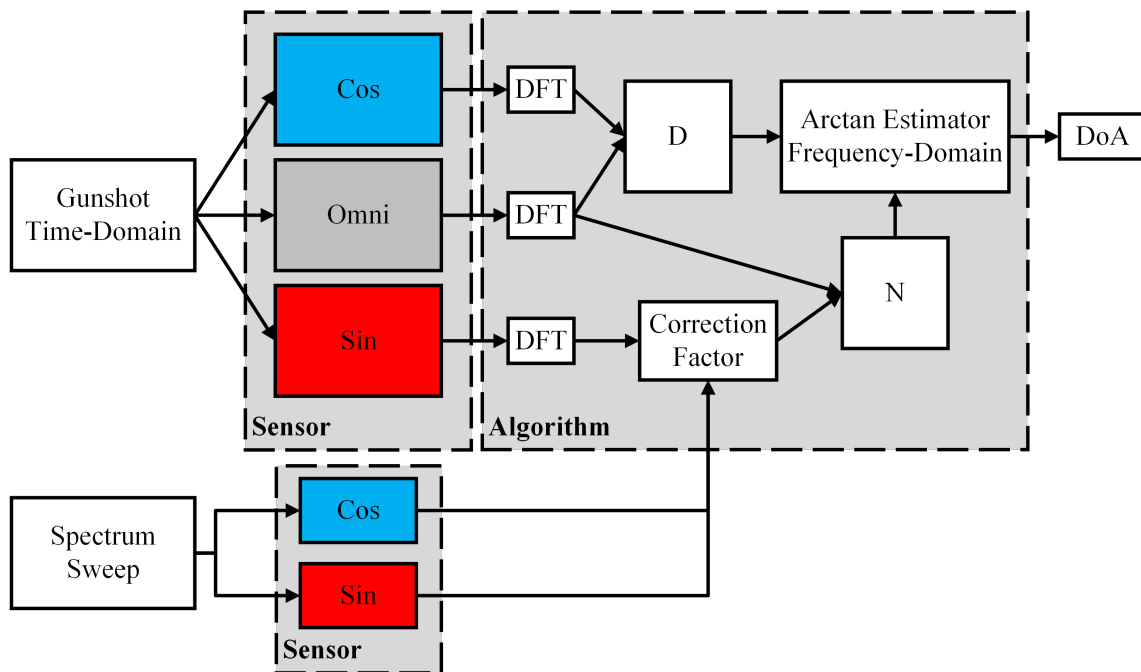 Gunshot
Time-Domain
Cos
Omni
Sin
Sensor
DFT
DFT
DFT
D
Correction
Factor
N
Arctan Estimator
Frequency-Domain
Algorithm
DoA
Spectrum
Sweep
Cos
Sin
Sensor